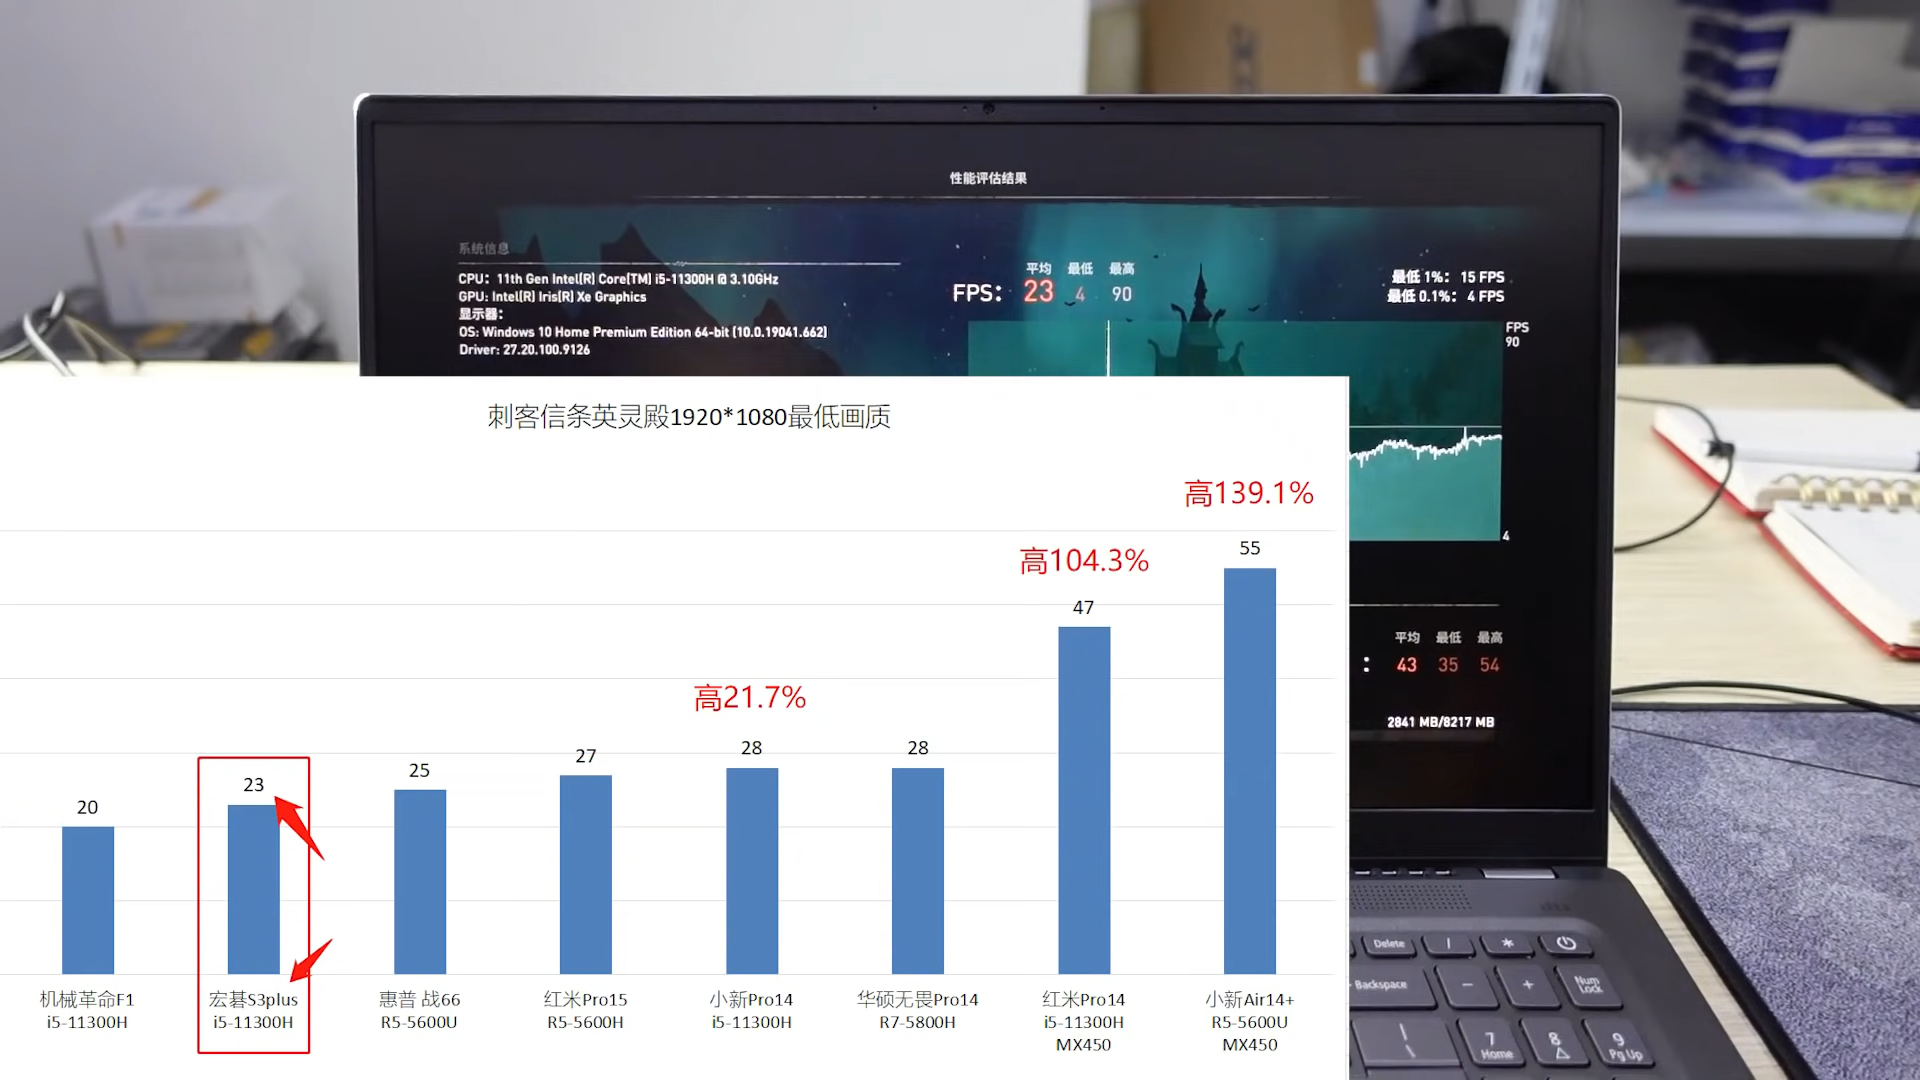 性能评估结果
系统信息
CPU: 11th Gen Intel(R) Core(TM) i5-11300H @ 3.10GHz
GPU: Intel(R) Iris(R) Xe Graphics
显示器:
OS: Windows 10 Home Premium Edition 64-bit (10.0.19041.662)
Driver: 27.20.100.9126
平均 最低 最高
FPS: 23 4 90
最低 1%: 15 FPS
最低 0.1%: 4 FPS
FPS
90
4
平均 最低 最高
: 43 35 54
2841 MB/8217 MB
刺客信条英灵殿1920*1080最低画质
高139.1%
高104.3%
高21.7%
20
23
25
27
28
28
47
55
机械革命F1
i5-11300H
宏碁S3plus
i5-11300H
惠普 战66
R5-5600U
红米Pro15
R5-5600H
小新Pro14
i5-11300H
华硕无畏Pro14
R7-5800H
红米Pro14
i5-11300H
MX450
小新Air14+
R5-5600U
MX450
Delete / *
Backspace - + Num Lock
7 Home 8 9 Pg Up